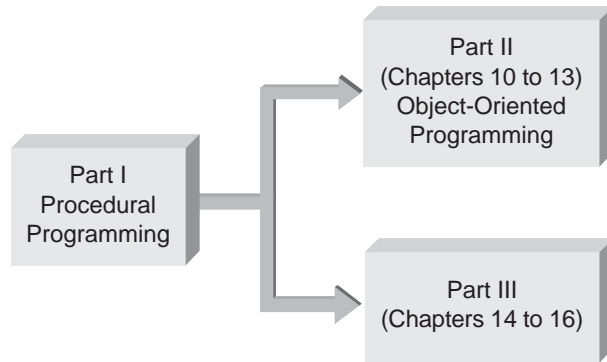 Part I
Procedural
Programming
Part II
(Chapters 10 to 13)
Object-Oriented
Programming
Part III
(Chapters 14 to 16)